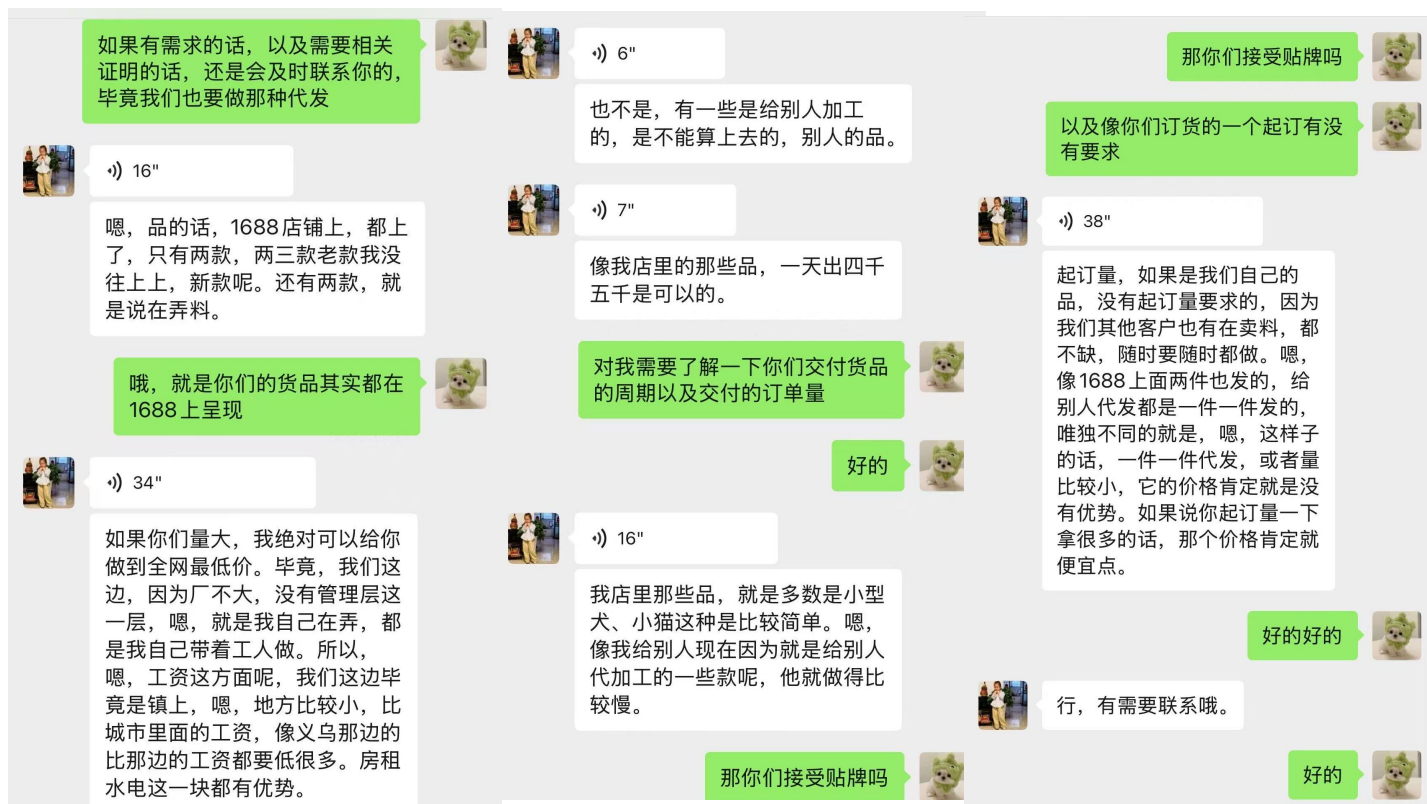 如果有需求的话，以及需要相关
证明的话，还是会及时联系你的，
毕竟我们也要做那种代发
16"
嗯，品的话，1688店铺上，都上
了，只有两款，两三款老款我没
往上上，新款呢。还有两款，就
是说在弄料。
哦，就是你们的货品其实都在
1688上呈现
34"
如果你们量大，我绝对可以给你
做到全网最低价。毕竟，我们这
边，因为厂不大，没有管理层这
一层，嗯，就是我自己在弄，都
是我自己带着工人做。所以，
嗯，工资这方面呢，我们这边毕
竟是镇上，嗯，地方比较小，比
城市里面的工资，像义乌那边的
比那边的工资都要低很多。房租
水电这一块都有优势。
6"
也不是，有一些是给别人加工
的，是不能算上去的，别人的品。
7"
像我店里的那些品，一天出四千
五千是可以的。
对我需要了解一下你们交付货品
的周期以及交付的订单量
好的
16"
我店里那些品，就是多数是小型
犬、小猫这种是比较简单。嗯，
像我给别人现在因为就是给别人
代加工的一些款呢，他就做得比
较慢。
那你们接受贴牌吗
那你们接受贴牌吗
以及像你们订货的一个起订有没
有要求
38"
起订量，如果是我们自己的
品，没有起订量要求的，因为
我们其他客户也有在卖料，都
不缺，随时要随时都做。嗯，
像1688上面两件也发的，给
别人代发都是一件一件发的，
唯独不同的就是，嗯，这样子
的话，一件一件代发，或者量
比较小，它的价格肯定就是没
有优势。如果说你起订量一下
拿很多的话，那个价格肯定就
便宜点。
好的好的
行，有需要联系哦。
好的